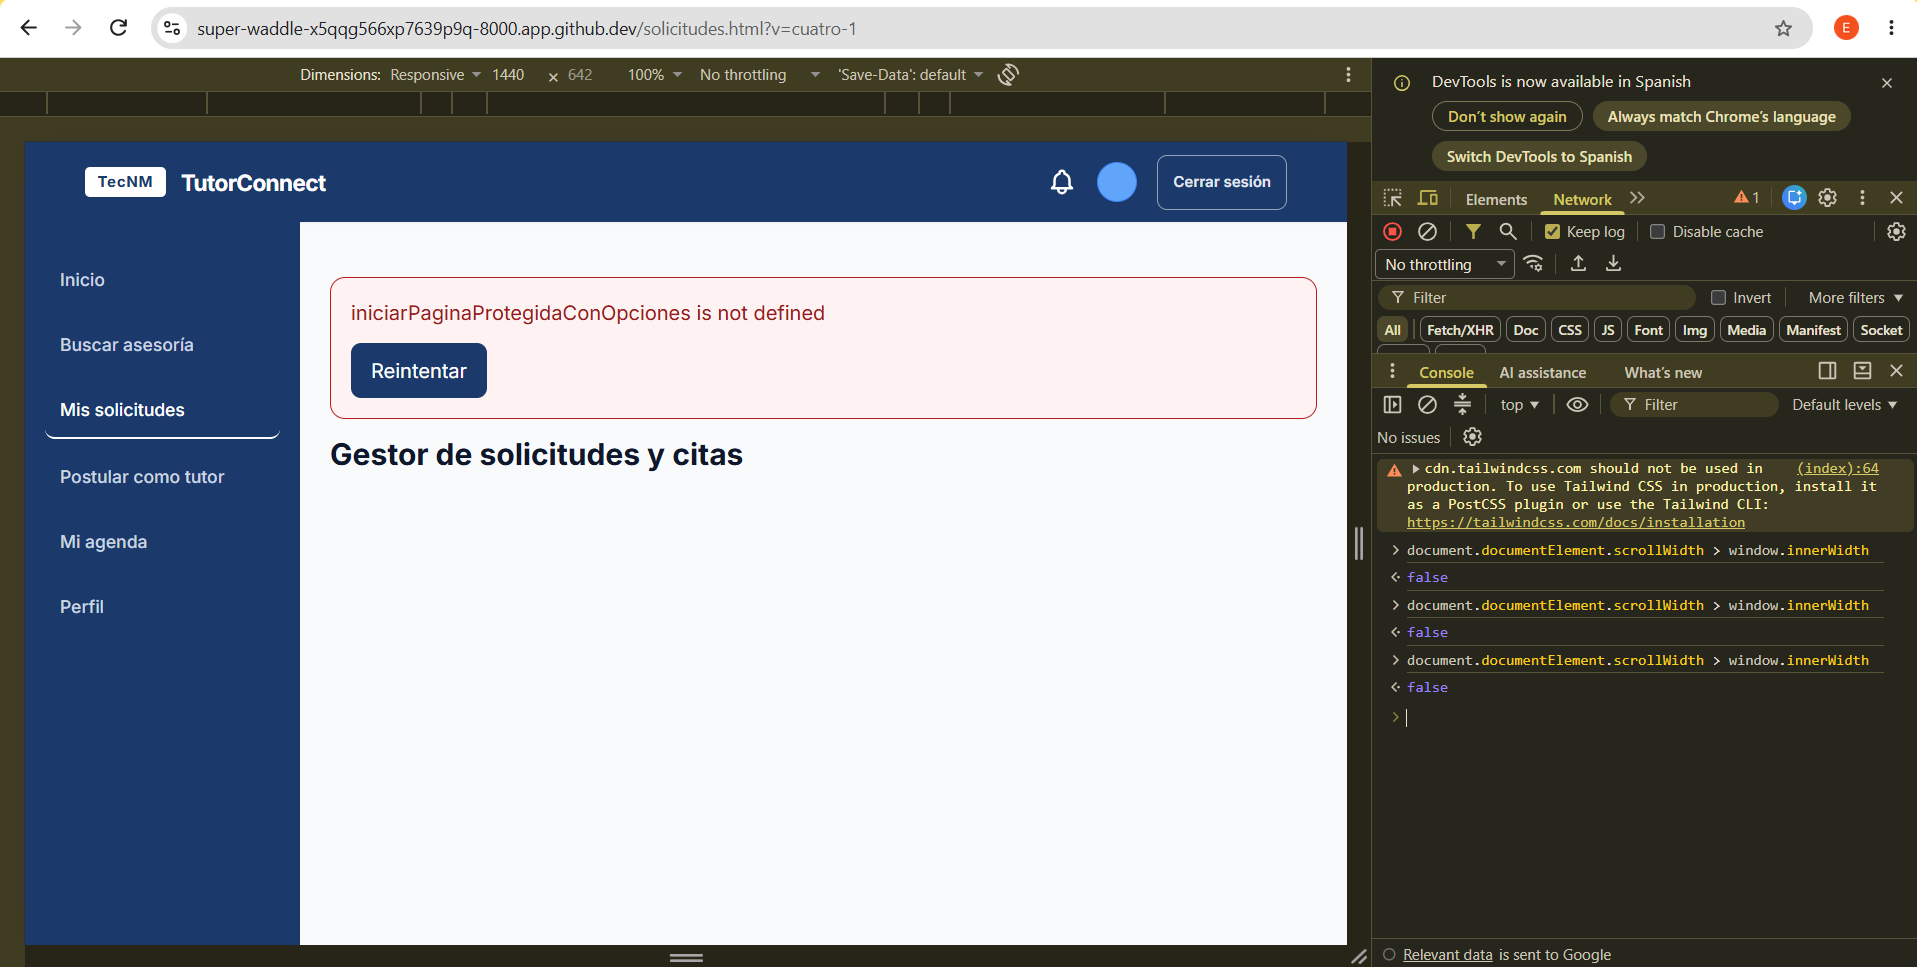 super-waddle-x5qqg566xp7639p9q-8000.app.github.dev/solicitudes.html?v=cuatro-1
E
Dimensions: Responsive 1440 × 642 100% No throttling 'Save-Data': default
TecNM TutorConnect Cerrar sesión
Inicio
Buscar asesoría
Mis solicitudes
Postular como tutor
Mi agenda
Perfil
iniciarPaginaProtegidaConOpciones is not defined
Reintentar
Gestor de solicitudes y citas
DevTools is now available in Spanish
Don't show again Always match Chrome's language
Switch DevTools to Spanish
Elements Network 1
Keep log Disable cache
No throttling
Filter Invert More filters
All Fetch/XHR Doc CSS JS Font Img Media Manifest Socket
Console AI assistance What's new
top Filter Default levels
No issues
cdn.tailwindcss.com should not be used in (index):64
production. To use Tailwind CSS in production, install it
as a PostCSS plugin or use the Tailwind CLI:
https://tailwindcss.com/docs/installation
document.documentElement.scrollWidth > window.innerWidth
false
document.documentElement.scrollWidth > window.innerWidth
false
document.documentElement.scrollWidth > window.innerWidth
false
Relevant data is sent to Google